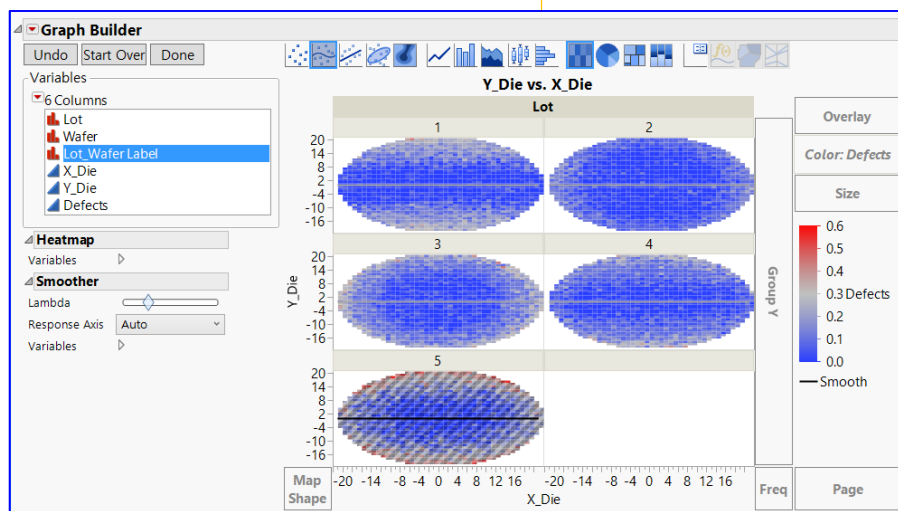 Graph Builder
Undo Start Over Done
Variables
6 Columns
Lot
Wafer
Lot_Wafer Label
X_Die
Y_Die
Defects
Heatmap
Variables
Smoother
Lambda
Response Axis Auto
Variables
Y_Die vs. X_Die
Lot
1 2
20
14
8
2
-4
-10
-16
3 4
20
14
8
2
-4
-10
-16
5
20
14
8
2
-4
-10
-16
Y_Die
-20 -14 -8 -4 0 4 8 12 16 -20 -14 -8 -4 0 4 8 12 16
X_Die
Map Shape
Group Y
Freq
Page
Overlay
Color: Defects
Size
0.6
0.5
0.4
0.3 Defects
0.2
0.1
0.0
Smooth